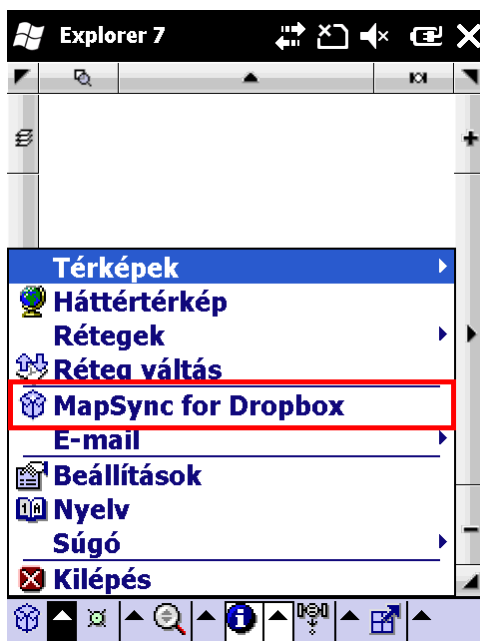 Explorer 7
Térképek
Háttértérkép
Rétegek
Réteg váltás
MapSync for Dropbox
E-mail
Beállítások
Nyelv
Súgó
Kilépés